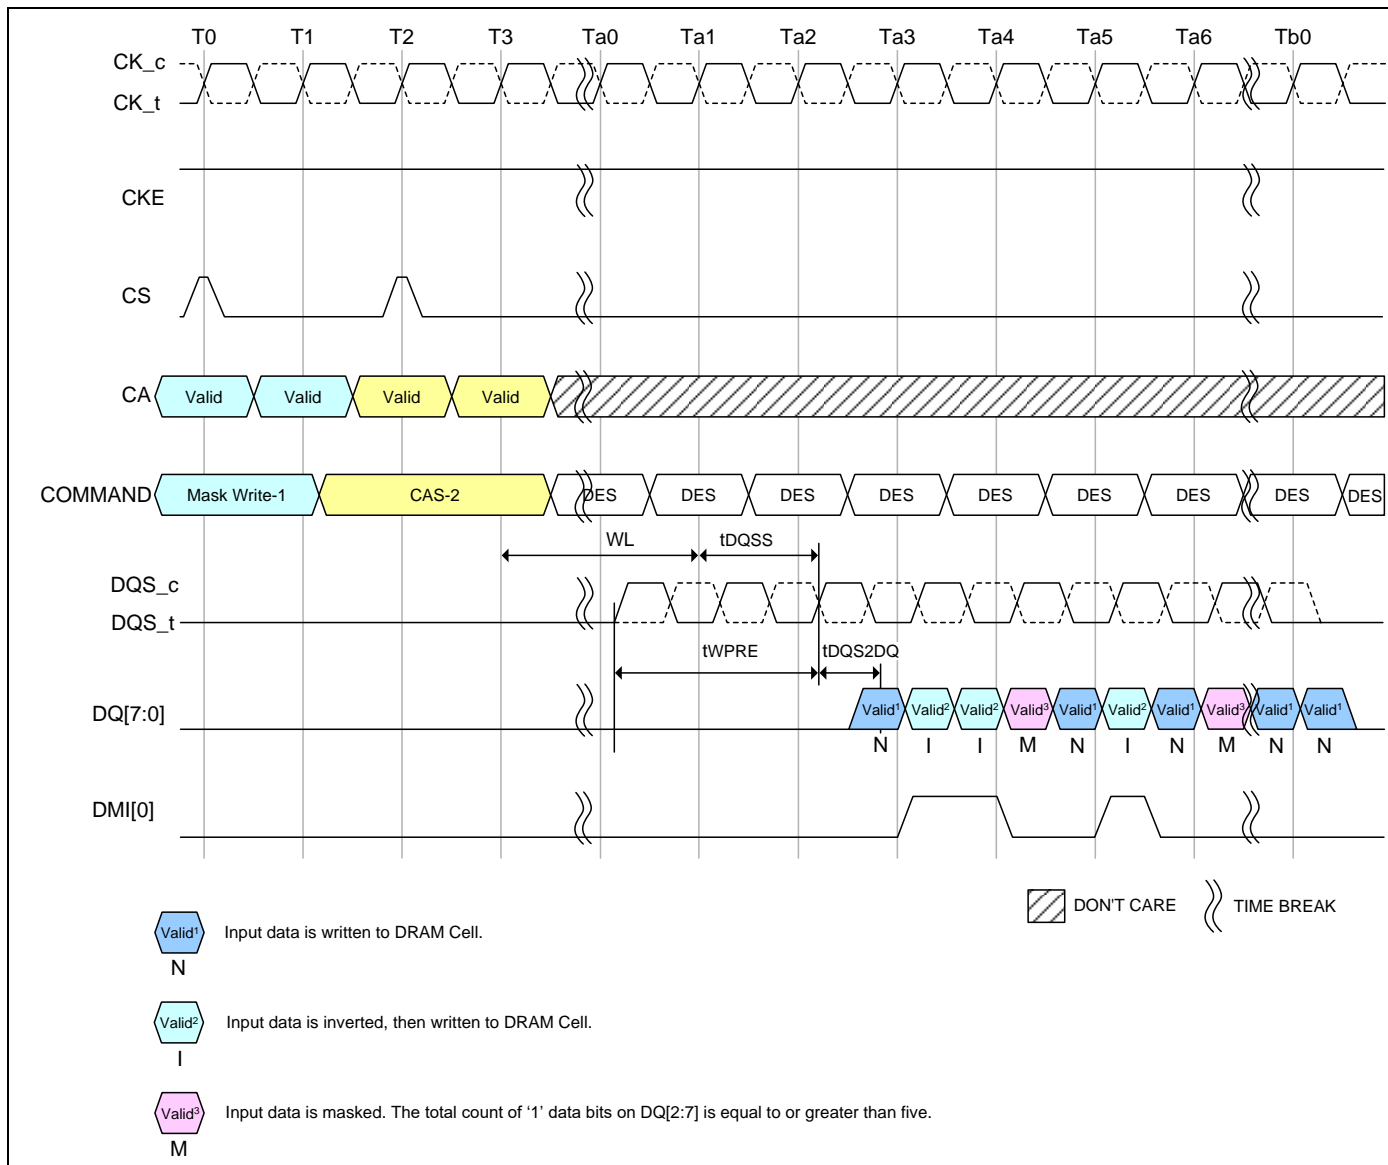 T0 T1 T2 T3 Ta0 Ta1 Ta2 Ta3 Ta4 Ta5 Ta6 Tb0
CK_c
CK_t
CKE
CS
CA Valid Valid Valid Valid
COMMAND Mask Write-1 CAS-2 DES DES DES DES DES DES DES DES DES
WL tDQSS
DQS_c
DQS_t
tWPRE tDQS2DQ
DQ[7:0] Valid¹ Valid² Valid² Valid³ Valid¹ Valid² Valid¹ Valid³ Valid¹ Valid¹
N I I M N I N M N N
DMI[0]
DON'T CARE TIME BREAK
Valid¹ Input data is written to DRAM Cell.
N
Valid² Input data is inverted, then written to DRAM Cell.
I
Valid³ Input data is masked. The total count of ‘1’ data bits on DQ[2:7] is equal to or greater than five.
M